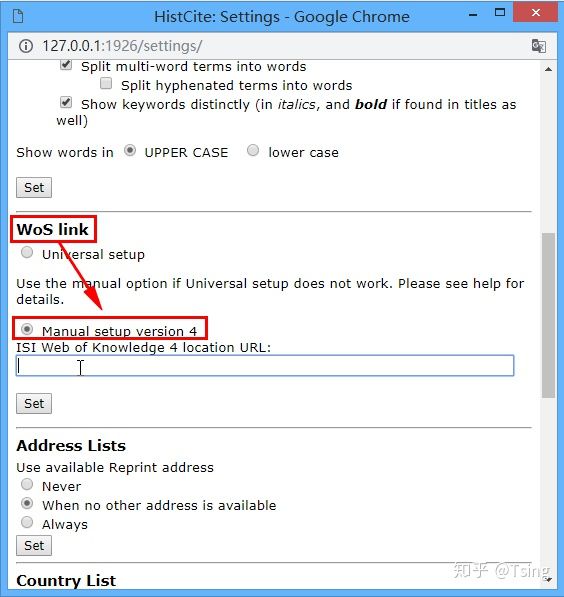 HistCite: Settings - Google Chrome
127.0.0.1:1926/settings/
Split multi-word terms into words
Split hyphenated terms into words
Show keywords distinctly (in italics, and bold if found in titles as
well)
Show words in UPPER CASE lower case
Set
WoS link
Universal setup
Use the manual option if Universal setup does not work. Please see help for
details.
Manual setup version 4
ISI Web of Knowledge 4 location URL:
Set
Address Lists
Use available Reprint address
Never
When no other address is available
Always
Set
Country List
知乎 @Tsing